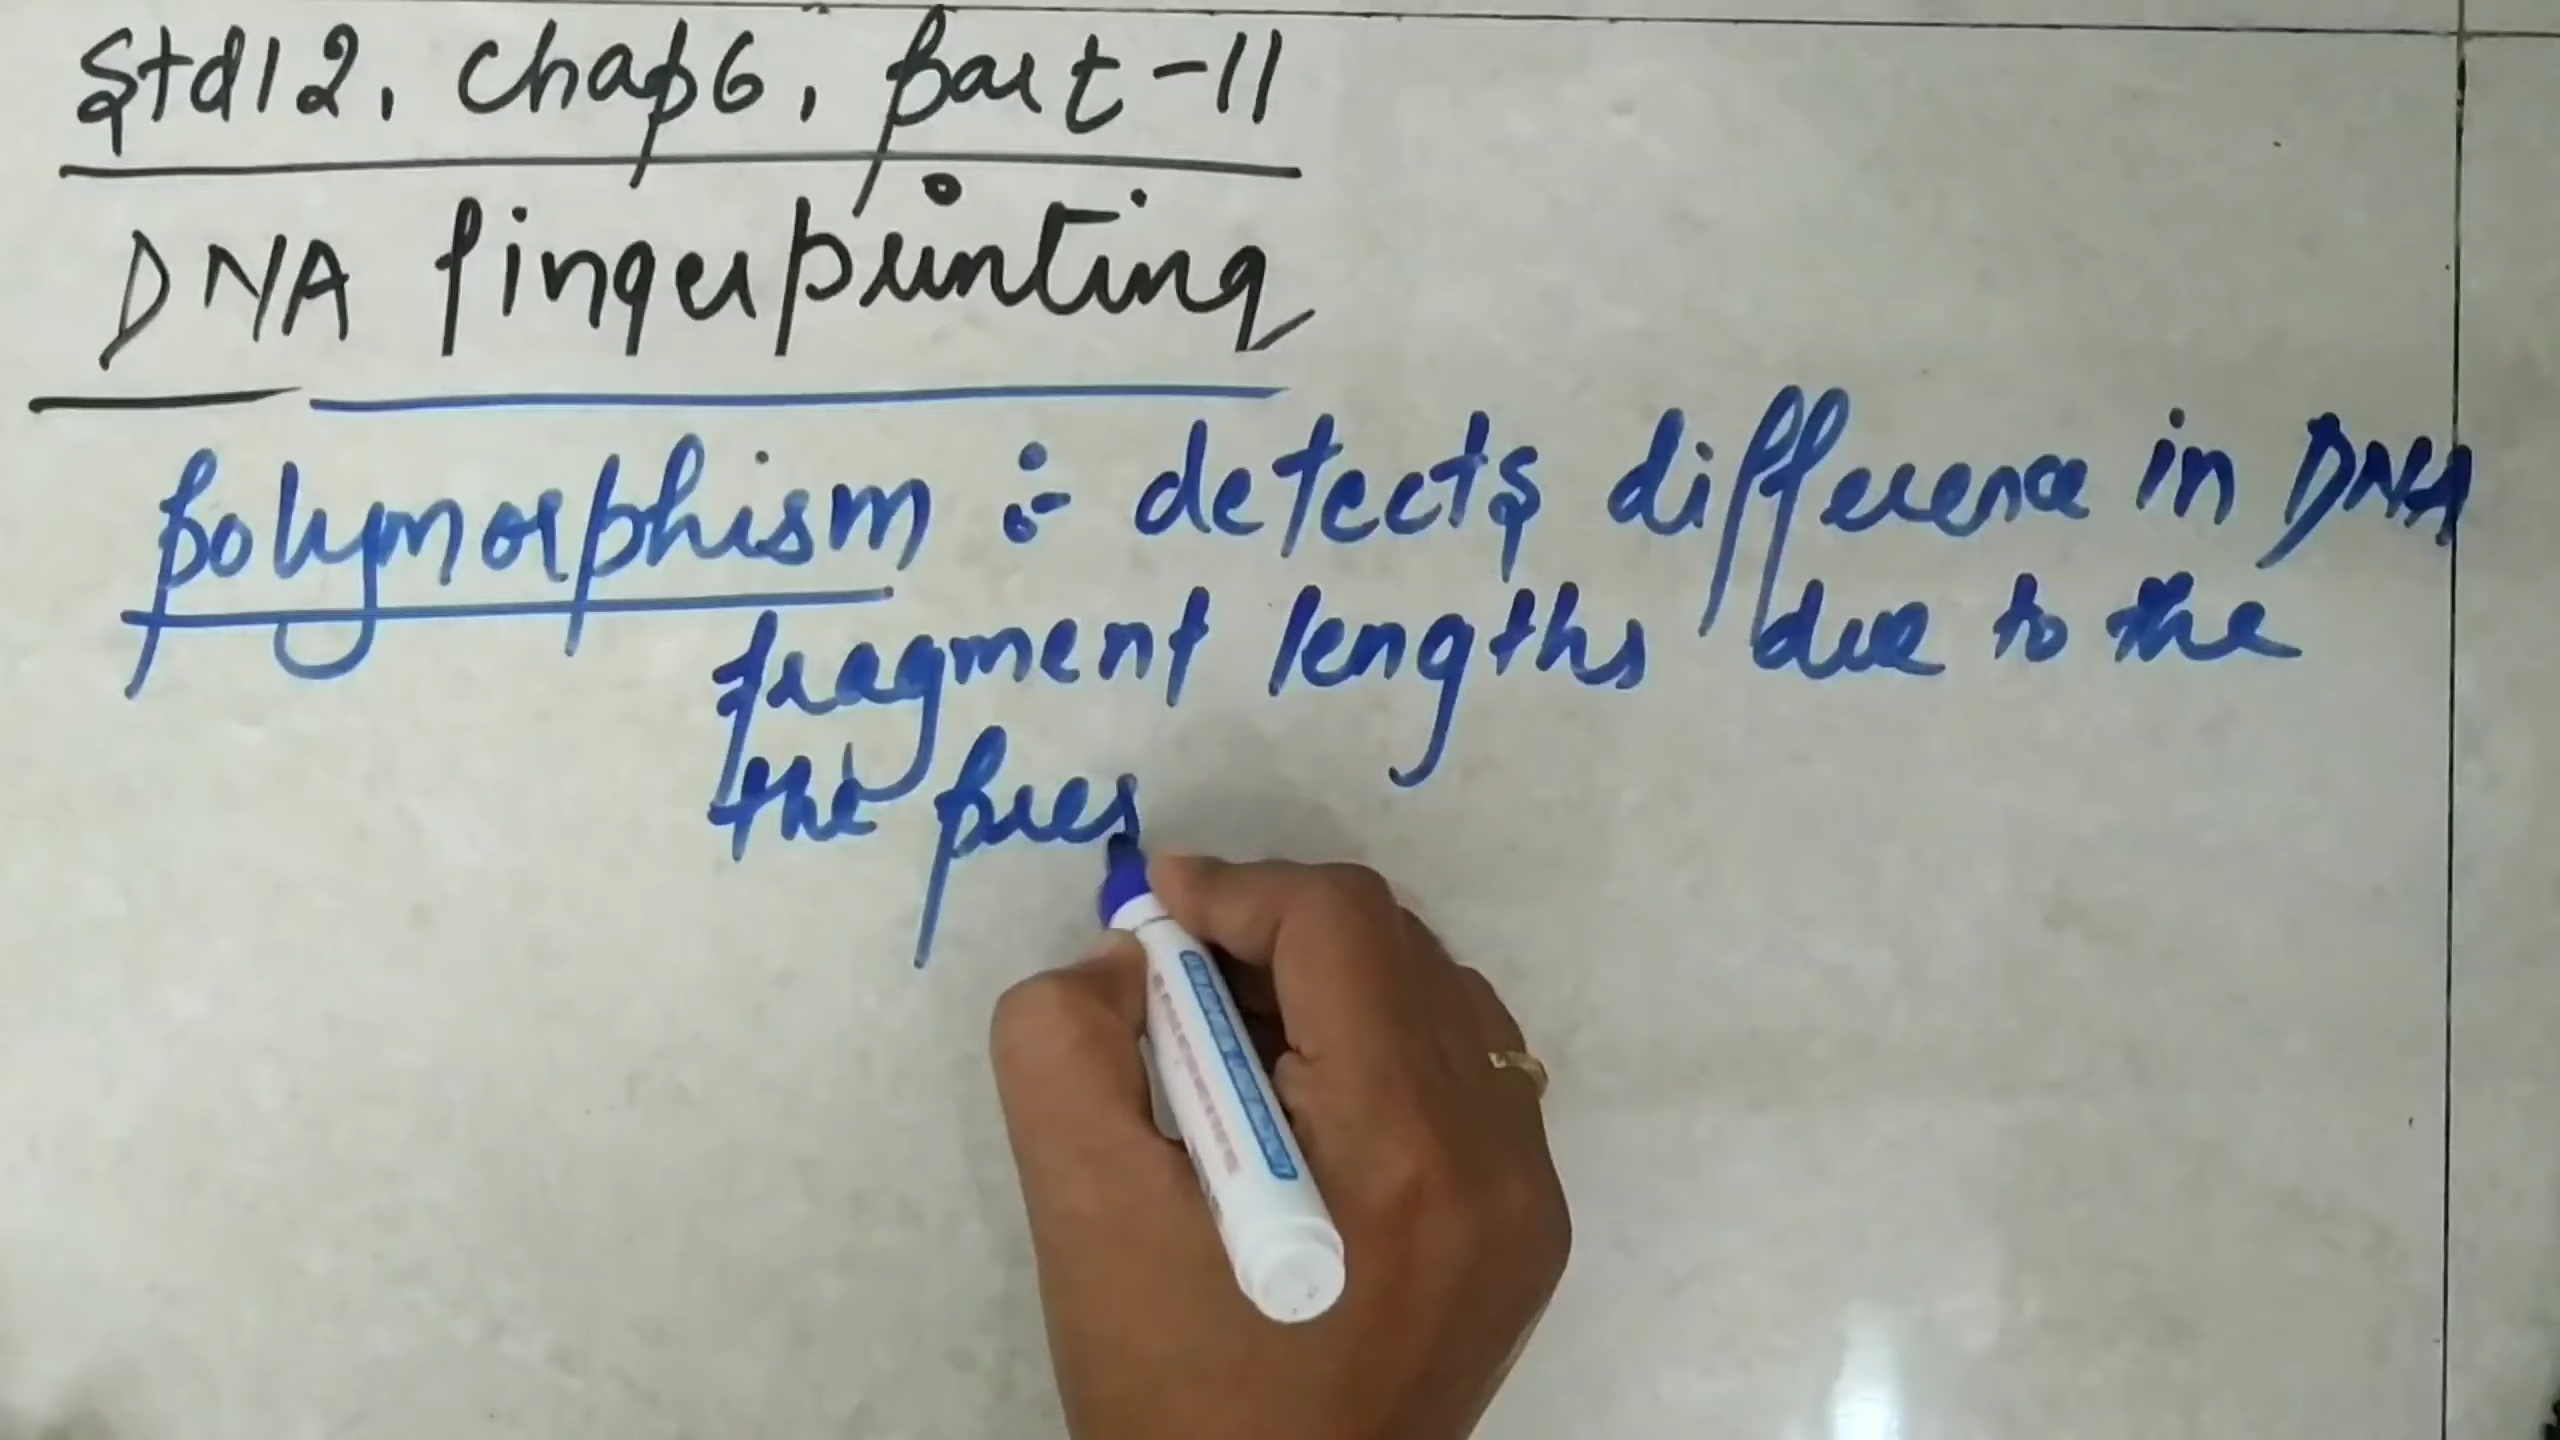 Std12, Chap6, part-11
DNA fingerprinting
polymorphism :- detects difference in DNA
fragment lengths due to the
the pres